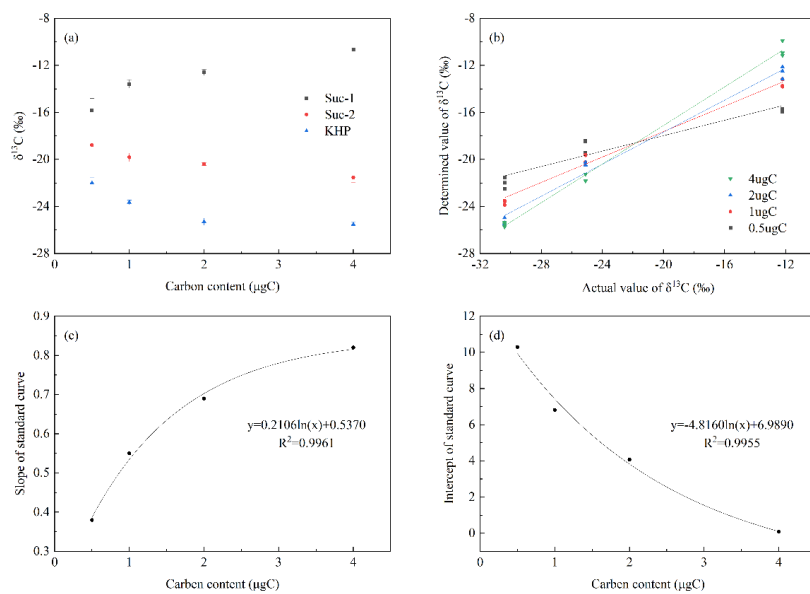 (a)
-8
-12
-16
-20
-24
-28
δ¹³C (‰)
Suc-1
Suc-2
KHP
0
1
2
3
4
Carbon content (μgC)
(b)
-8
-12
-16
-20
-24
-28
Determined value of δ¹³C (‰)
4ugC
2ugC
1ugC
0.5ugC
-32
-28
-24
-20
-16
-12
Actual value of δ¹³C (‰)
(c)
0.9
0.8
0.7
0.6
0.5
0.4
0.3
Slope of standard curve
y=0.2106ln(x)+0.5370
R²=0.9961
0
1
2
3
4
Carben content (μgC)
(d)
12
10
8
6
4
2
0
Intercept of standard curve
y=-4.8160ln(x)+6.9890
R²=0.9955
0
1
2
3
4
Carben content (μgC)